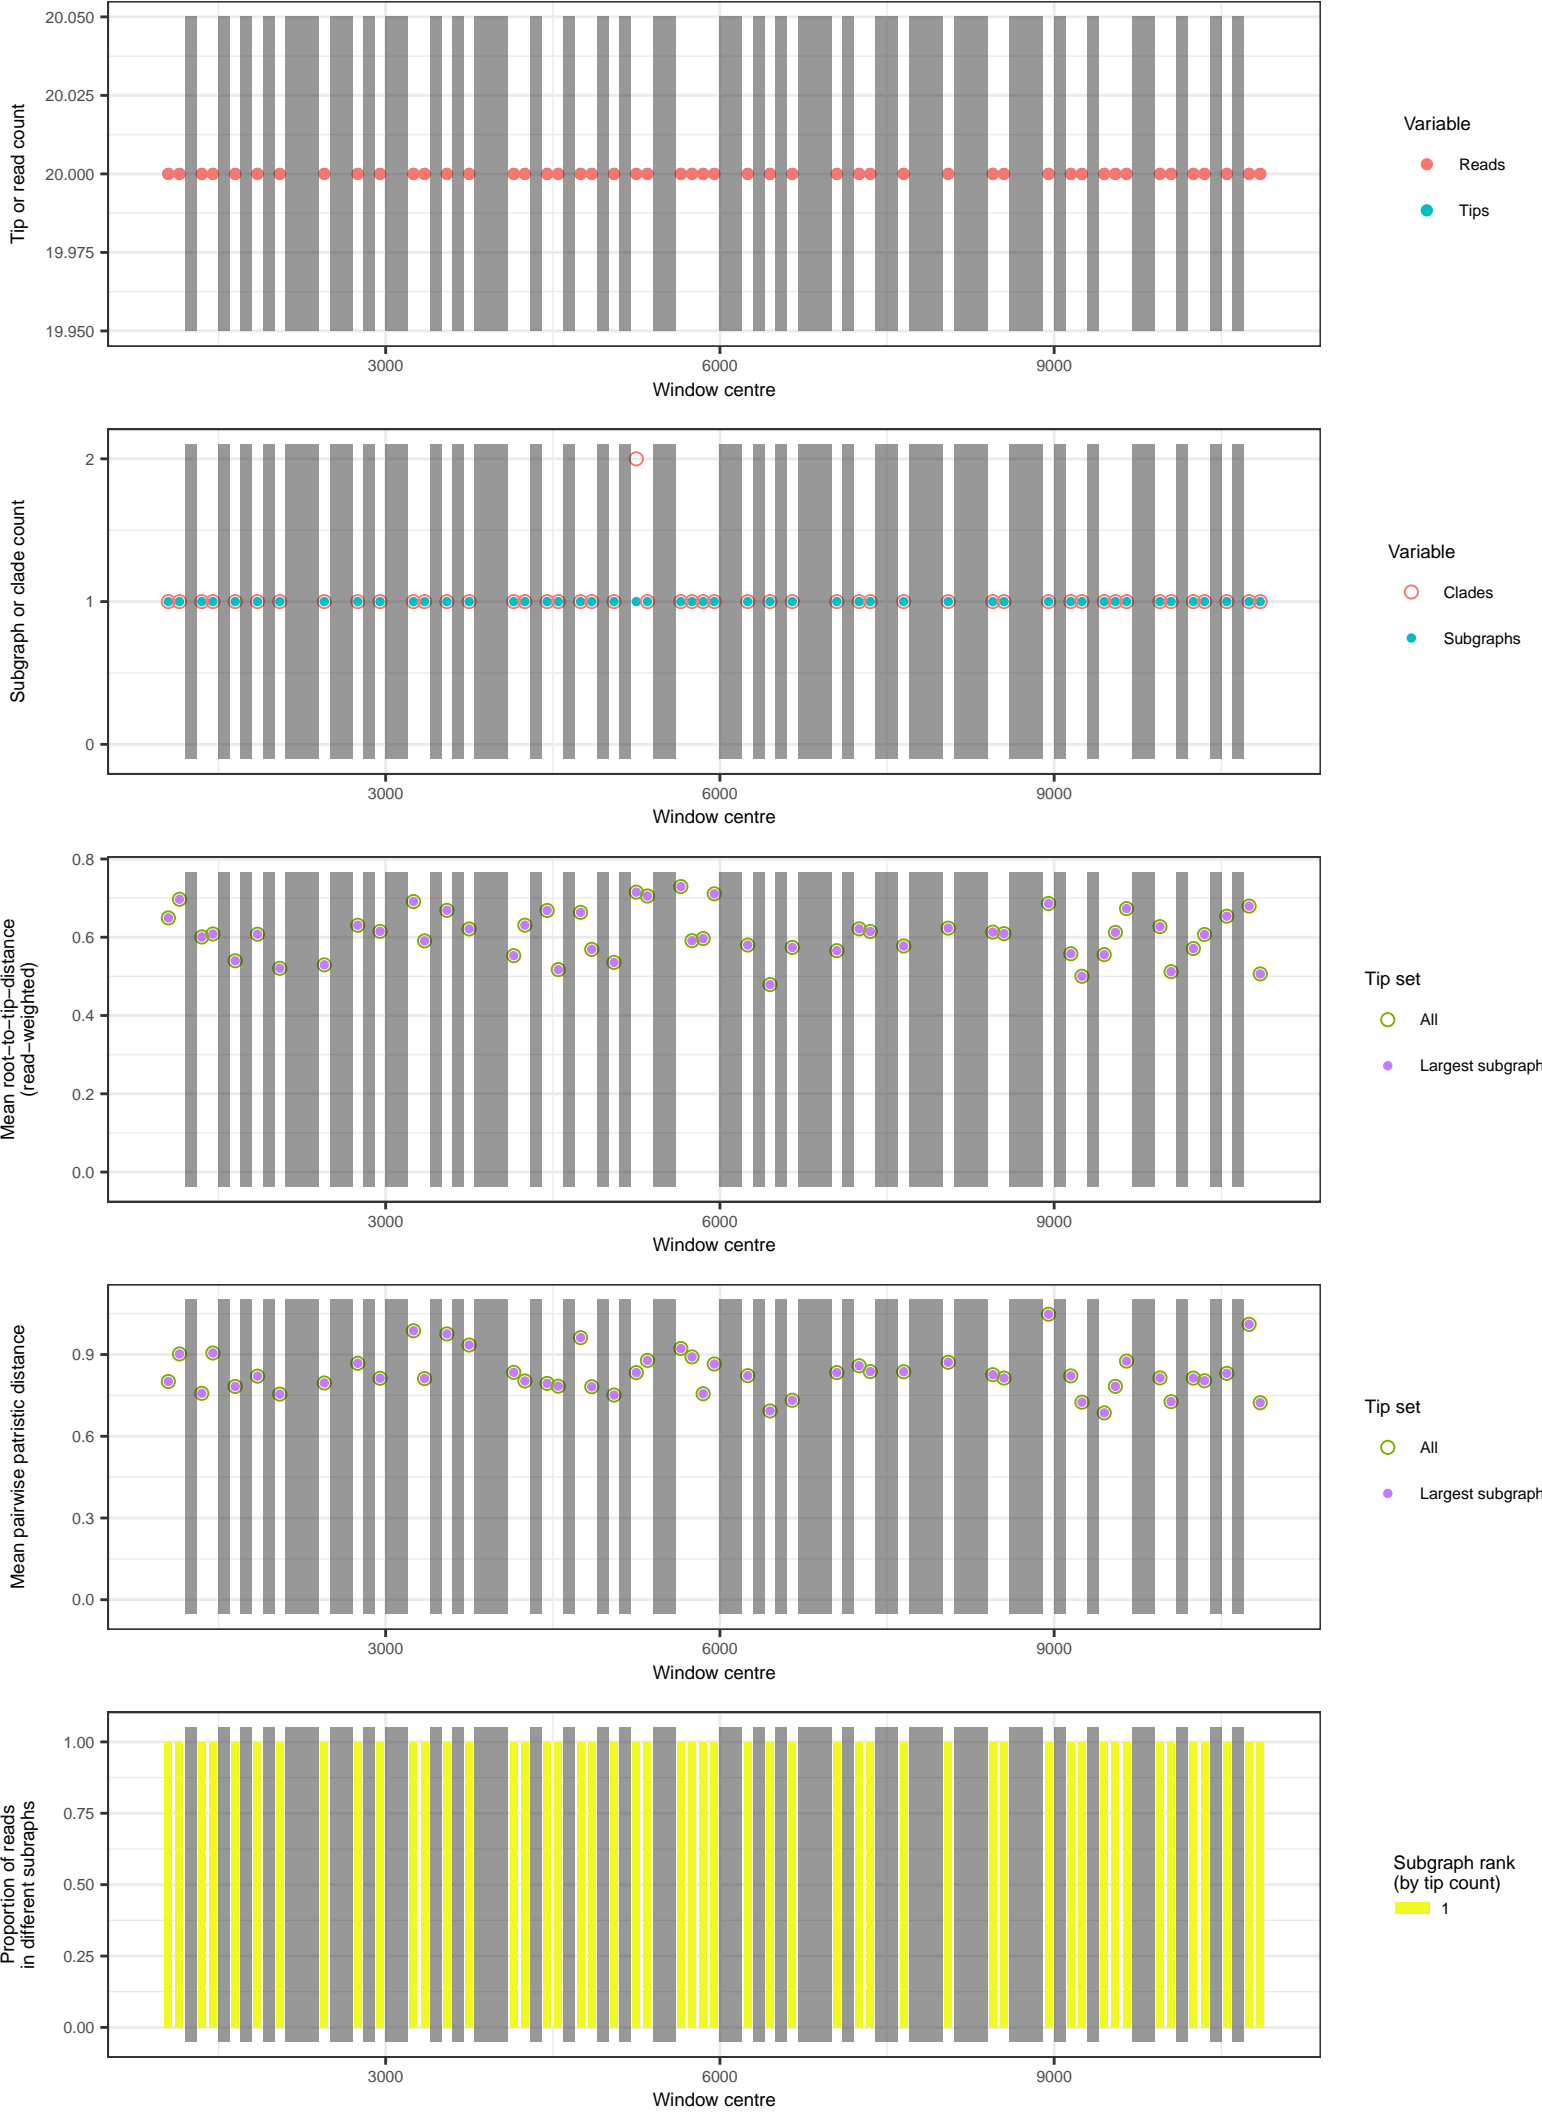 20.050
20.025
20.000
19.975
19.950
Tip or read count
3000
6000
9000
Window centre
Variable
Reads
Tips
2
1
0
Subgraph or clade count
3000
6000
9000
Window centre
Variable
Clades
Subgraphs
0.8
0.6
0.4
0.2
0.0
Mean root−to−tip−distance
(read−weighted)
3000
6000
9000
Window centre
Tip set
All
Largest subgraph
0.9
0.6
0.3
0.0
Mean pairwise patristic distance
3000
6000
9000
Window centre
Tip set
All
Largest subgraph
1.00
0.75
0.50
0.25
0.00
Proportion of reads
in different subraphs
3000
6000
9000
Window centre
Subgraph rank
(by tip count)
1